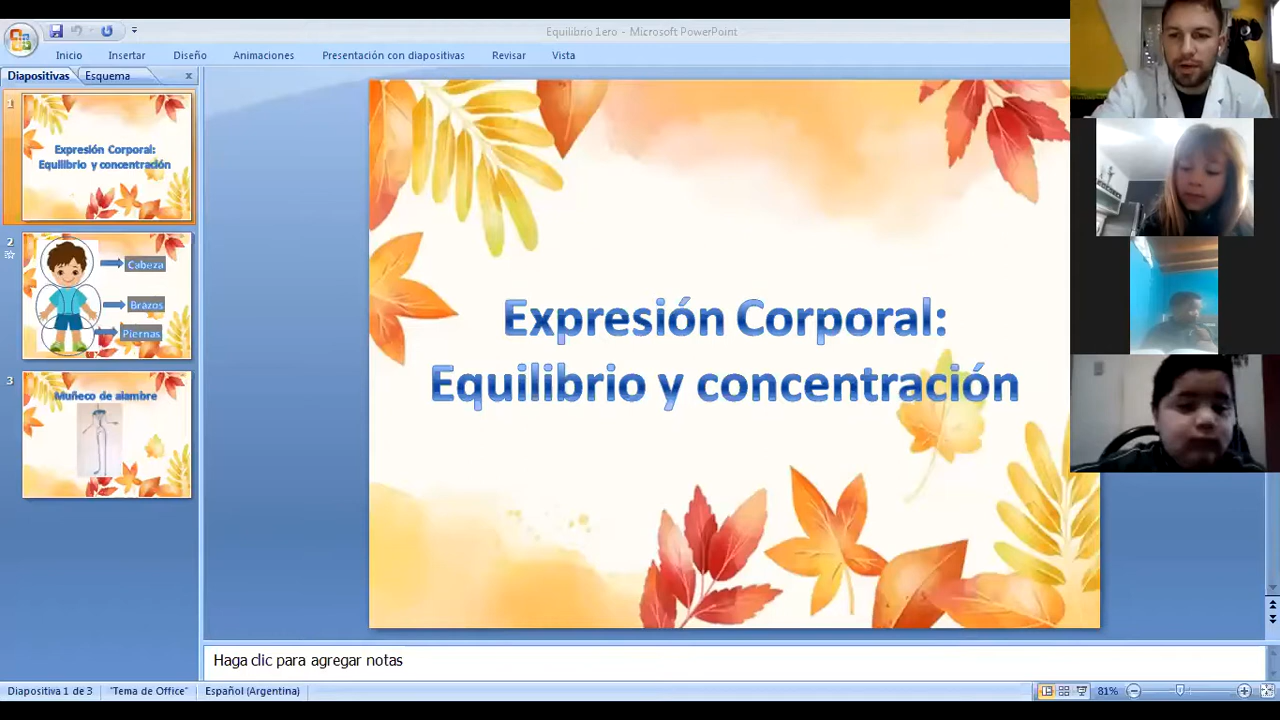 Equilibrio 1ero - Microsoft PowerPoint
Inicio Insertar Diseño Animaciones Presentación con diapositivas Revisar Vista
Diapositivas Esquema x
1
Expresión Corporal:
Equilibrio y concentración
2
Cabeza
Brazos
Piernas
3
Muñeco de alambre
Expresión Corporal:
Equilibrio y concentración
Haga clic para agregar notas
Diapositiva 1 de 3 "Tema de Office" Español (Argentina) 81%